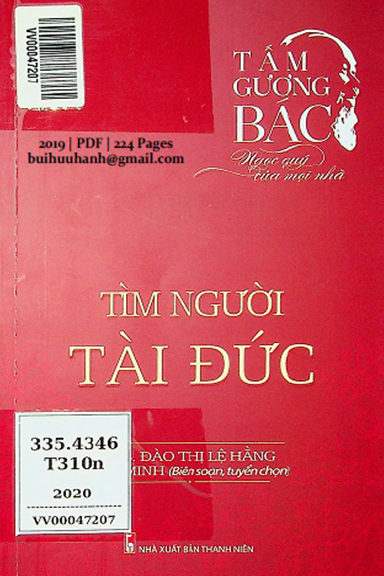 VV00047207
TẤM
GƯƠNG
BÁC
Ngọc quý
của mọi nhà
2019 | PDF | 224 Pages
buihuuhanh@gmail.com
TÌM NGƯỜI
TÀI ĐỨC
335.4346
T310n
2020
VV00047207
. ĐÀO THỊ LỆ HẰNG
MINH (Biên soạn, tuyển chọn)
NHÀ XUẤT BẢN THANH NIÊN